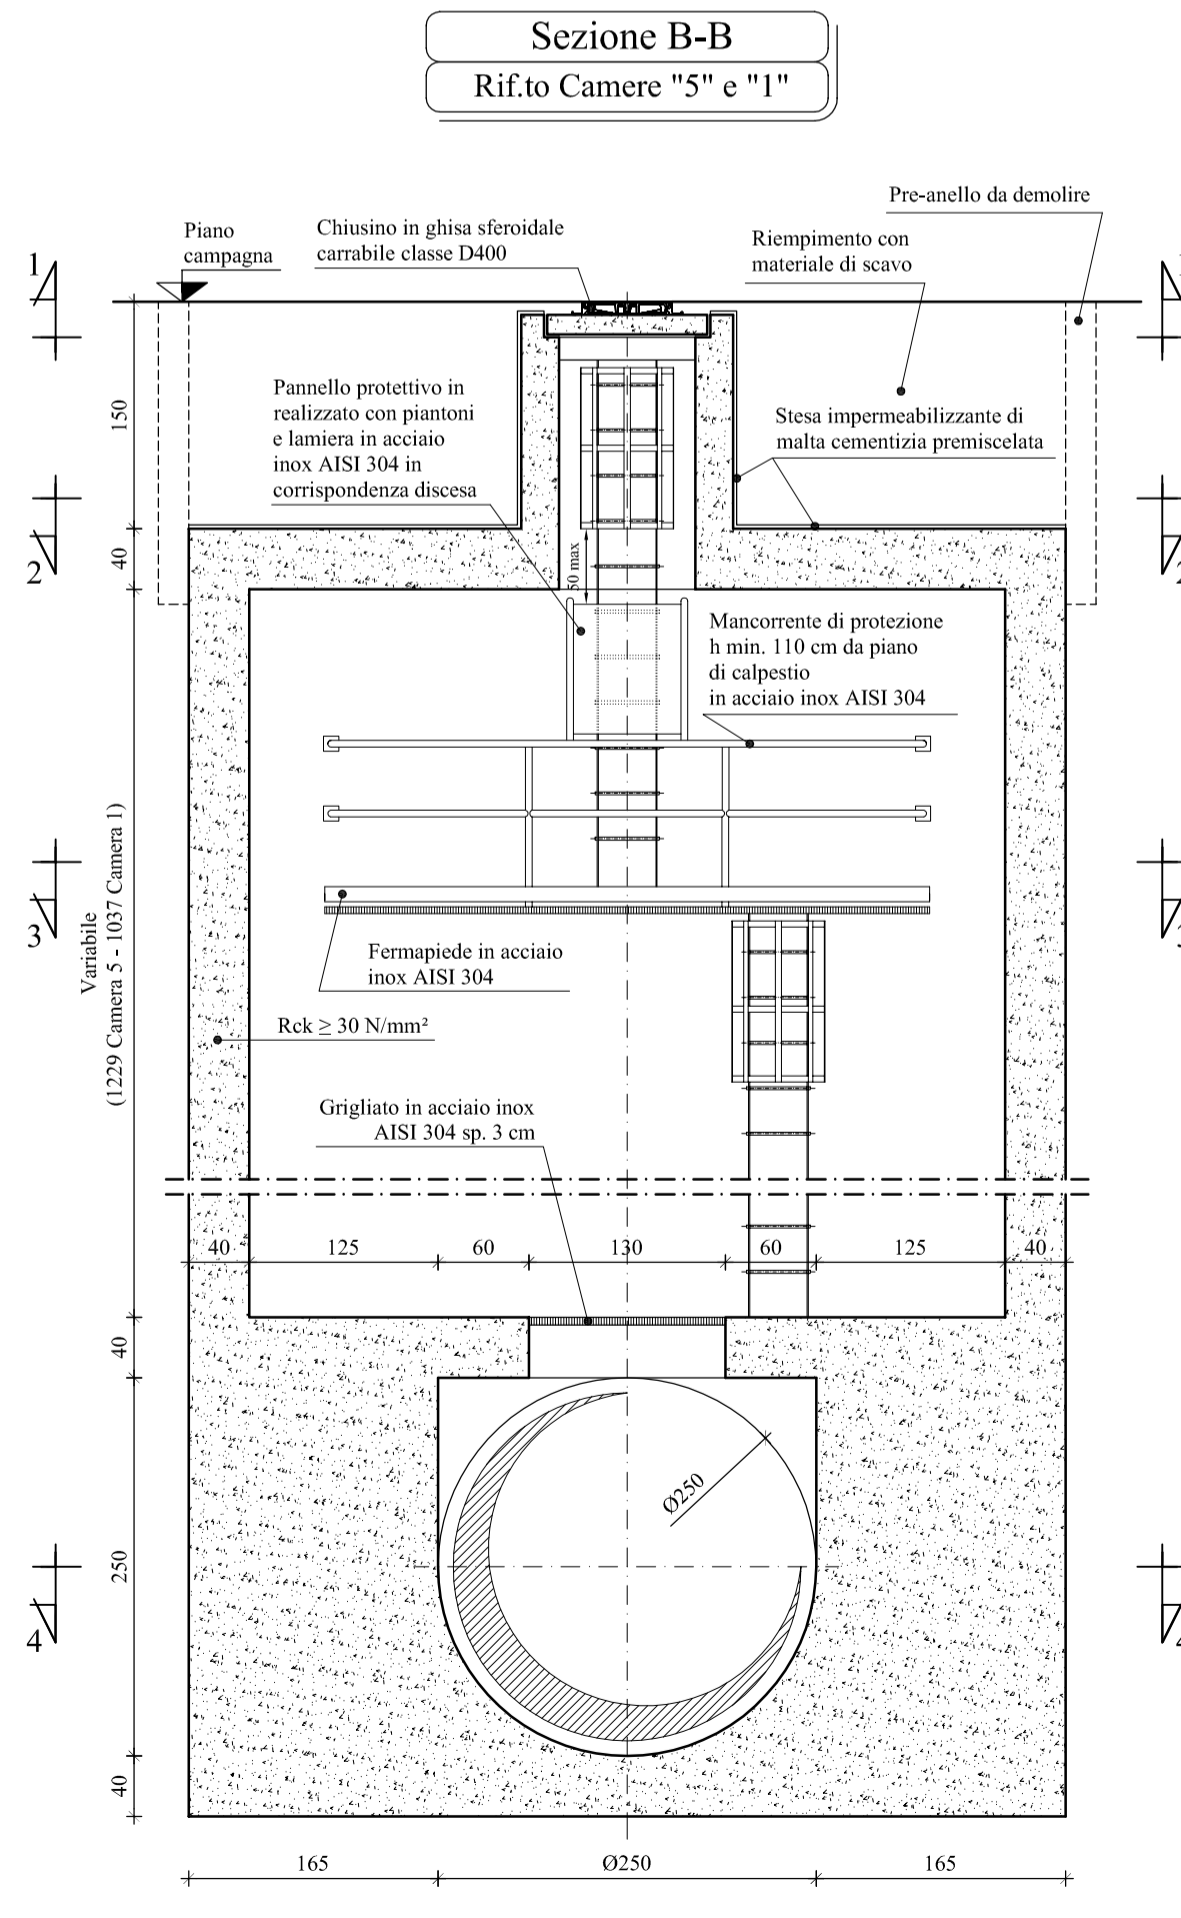 Sezione B-B
Rif.to Camere "5" e "1"
Pre-anello da demolire
Piano
campagna
Chiusino in ghisa sferoidale
carrabile classe D400
Riempimento con
materiale di scavo
1
Pannello protettivo in
realizzato con piantoni
e lamiera in acciaio
inox AISI 304 in
corrispondenza discesa
Stesa impermeabilizzante di
malta cementizia premiscelata
150
2
40
50 max
Mancorrente di protezione
h min. 110 cm da piano
di calpestio
in acciaio inox AISI 304
3
Variabile
(1229 Camera 5 - 1037 Camera 1)
Fermapiede in acciaio
inox AISI 304
Rck ≥ 30 N/mm²
Grigliato in acciaio inox
AISI 304 sp. 3 cm
40 125 60 130 60 125 40
40
Ø250
250
4
40
165 Ø250 165